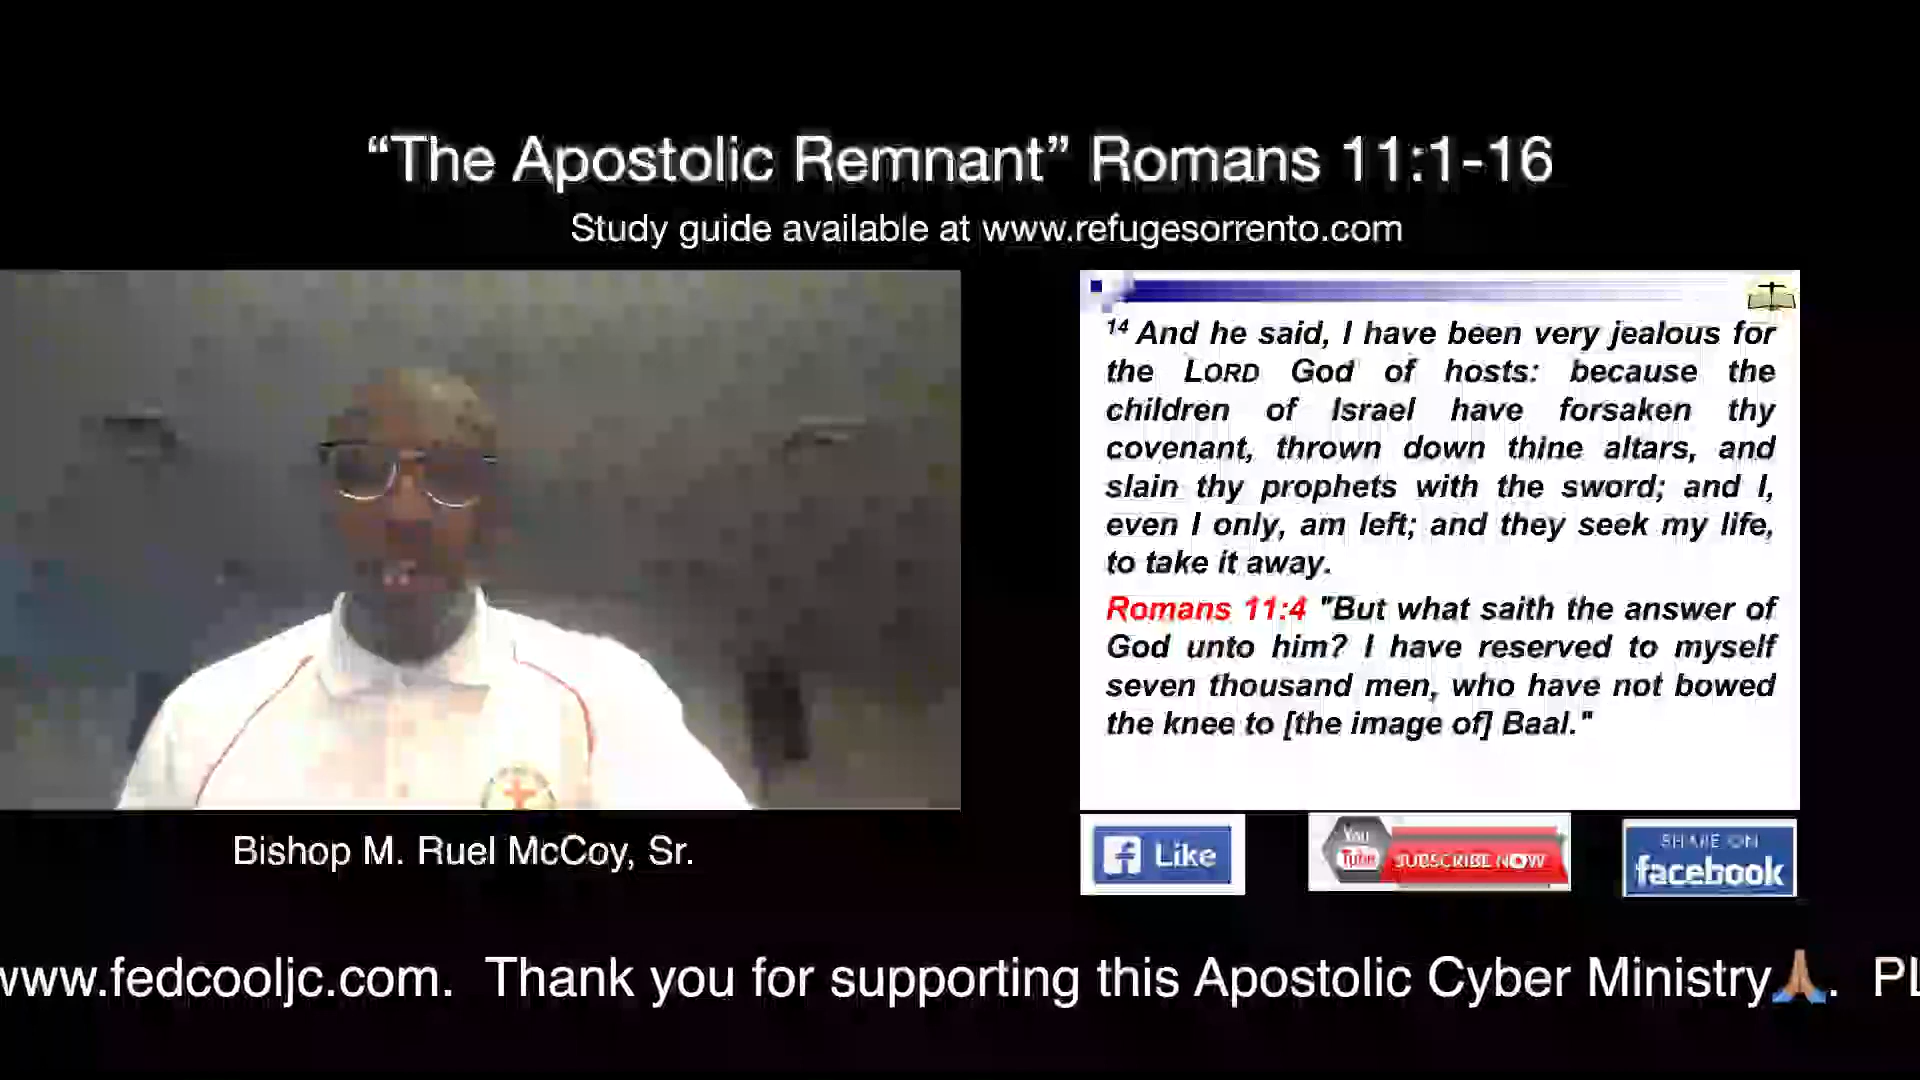 “The Apostolic Remnant” Romans 11:1-16
Study guide available at www.refugesorrento.com
14 And he said, I have been very jealous for
the LORD God of hosts: because the
children of Israel have forsaken thy
covenant, thrown down thine altars, and
slain thy prophets with the sword; and I,
even I only, am left; and they seek my life,
to take it away.
Romans 11:4 "But what saith the answer of
God unto him? I have reserved to myself
seven thousand men, who have not bowed
the knee to [the image of] Baal."
Bishop M. Ruel McCoy, Sr.
Like
You
Tube
SUBSCRIBE NOW
SHARE ON
facebook
www.fedcooljc.com. Thank you for supporting this Apostolic Cyber Ministry🙏🏽. PL